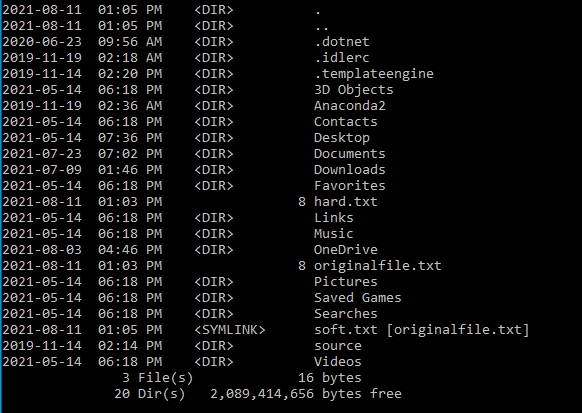 2021-08-11  01:05 PM    <DIR>          .
2021-08-11  01:05 PM    <DIR>          ..
2020-06-23  09:56 AM    <DIR>          .dotnet
2019-11-19  02:18 AM    <DIR>          .idlerc
2019-11-14  02:20 PM    <DIR>          .templateengine
2021-05-14  06:18 PM    <DIR>          3D Objects
2019-11-19  02:36 AM    <DIR>          Anaconda2
2021-05-14  06:18 PM    <DIR>          Contacts
2021-05-14  07:36 PM    <DIR>          Desktop
2021-07-23  07:02 PM    <DIR>          Documents
2021-07-09  01:46 PM    <DIR>          Downloads
2021-05-14  06:18 PM    <DIR>          Favorites
2021-08-11  01:03 PM                 8 hard.txt
2021-05-14  06:18 PM    <DIR>          Links
2021-05-14  06:18 PM    <DIR>          Music
2021-08-03  04:46 PM    <DIR>          OneDrive
2021-08-11  01:03 PM                 8 originalfile.txt
2021-05-14  06:18 PM    <DIR>          Pictures
2021-05-14  06:18 PM    <DIR>          Saved Games
2021-05-14  06:18 PM    <DIR>          Searches
2021-08-11  01:05 PM    <SYMLINK>      soft.txt [originalfile.txt]
2019-11-14  02:14 PM    <DIR>          source
2021-05-14  06:18 PM    <DIR>          Videos
               3 File(s)             16 bytes
              20 Dir(s)   2,089,414,656 bytes free